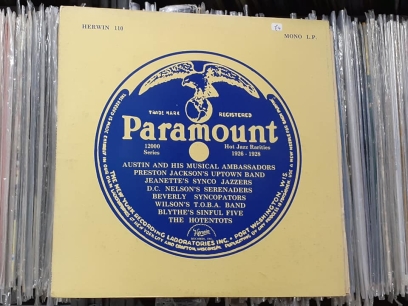 HERWIN 110
MONO L.P.
TRADE MARK REGISTERED
Paramount
12000 Series
Hot Jazz Rarities 1926 - 1928
AUSTIN AND HIS MUSICAL AMBASSADORS
PRESTON JACKSON'S UPTOWN BAND
JEANETTE'S SYNCO JAZZERS
D.C. NELSON'S SERENADERS
BEVERLY SYNCOPATORS
WILSON'S T.O.B.A. BAND
BLYTHE'S SINFUL FIVE
THE HOTENTOTS
Herwin
THE NEW YORK RECORDING LABORATORIES INC. • PORT WASHINGTON, WIS.